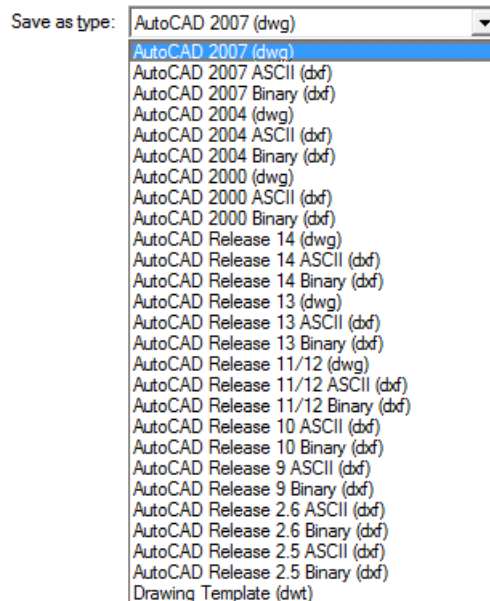 Save as type: AutoCAD 2007 (dwg)
AutoCAD 2007 (dwg)
AutoCAD 2007 ASCII (dxf)
AutoCAD 2007 Binary (dxf)
AutoCAD 2004 (dwg)
AutoCAD 2004 ASCII (dxf)
AutoCAD 2004 Binary (dxf)
AutoCAD 2000 (dwg)
AutoCAD 2000 ASCII (dxf)
AutoCAD 2000 Binary (dxf)
AutoCAD Release 14 (dwg)
AutoCAD Release 14 ASCII (dxf)
AutoCAD Release 14 Binary (dxf)
AutoCAD Release 13 (dwg)
AutoCAD Release 13 ASCII (dxf)
AutoCAD Release 13 Binary (dxf)
AutoCAD Release 11/12 (dwg)
AutoCAD Release 11/12 ASCII (dxf)
AutoCAD Release 11/12 Binary (dxf)
AutoCAD Release 10 ASCII (dxf)
AutoCAD Release 10 Binary (dxf)
AutoCAD Release 9 ASCII (dxf)
AutoCAD Release 9 Binary (dxf)
AutoCAD Release 2.6 ASCII (dxf)
AutoCAD Release 2.6 Binary (dxf)
AutoCAD Release 2.5 ASCII (dxf)
AutoCAD Release 2.5 Binary (dxf)
Drawing Template (dwt)